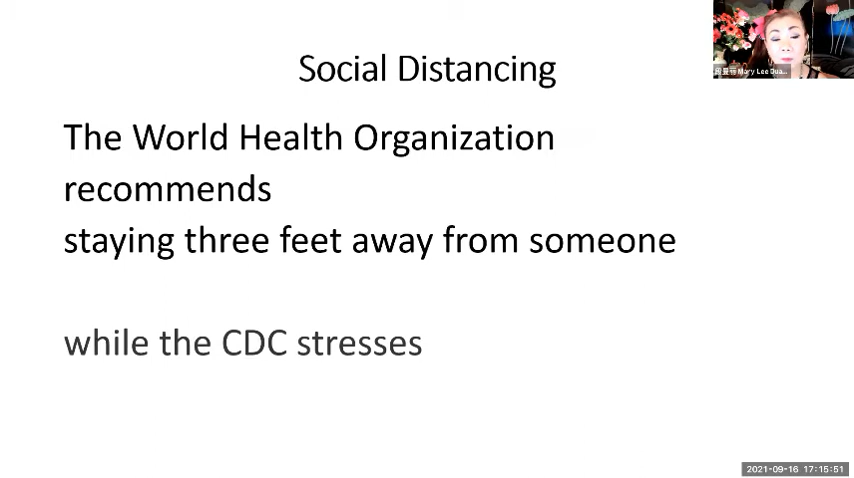 Social Distancing
The World Health Organization
recommends
staying three feet away from someone
while the CDC stresses
Mary Lee Dua...
2021-09-16 17:15:51